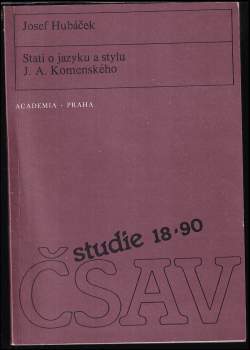 Josef Hubáček
Stati o jazyku a stylu
J. A. Komenského
ACADEMIA • PRAHA
studie 18•90
ČSAV